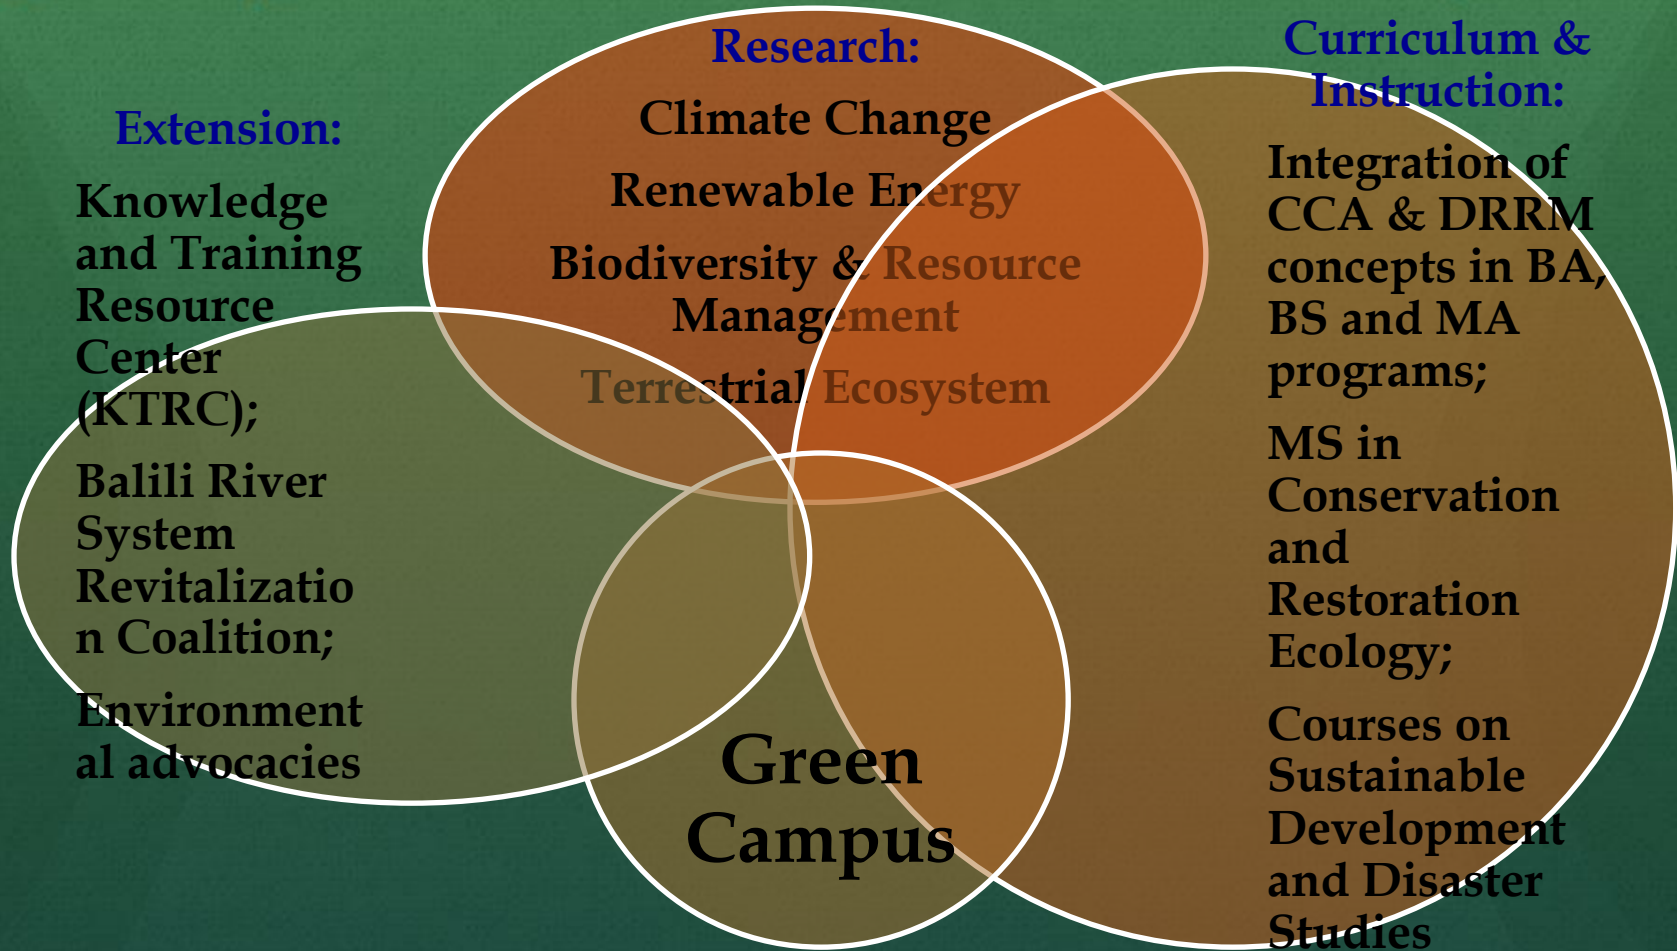 Extension:
Knowledge
and Training
Resource
Center
(KTRC);
Balili River
System
Revitalizatio
n Coalition;
Environment
al advocacies
Research:
Climate Change
Renewable Energy
Biodiversity & Resource
Management
Terrestrial Ecosystem
Curriculum &
Instruction:
Integration of
CCA & DRRM
concepts in BA,
BS and MA
programs;
MS in
Conservation
and
Restoration
Ecology;
Courses on
Sustainable
Development
and Disaster
Studies
Green
Campus